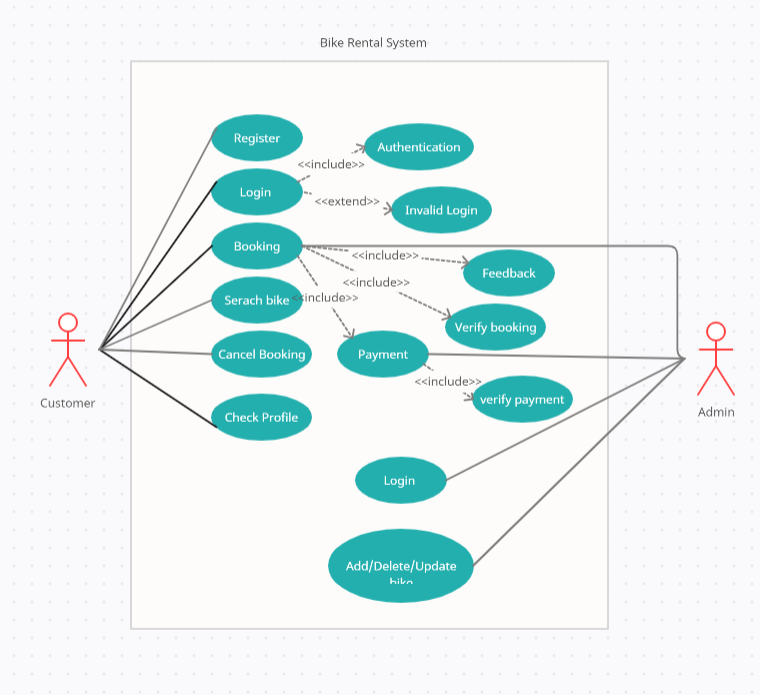 Bike Rental System
Register
Authentication
<<include>>
Login
<<extend>>
Invalid Login
Booking
<<include>>
Feedback
<<include>>
Serach bike
<<include>>
Verify booking
Cancel Booking
Payment
<<include>>
verify payment
Customer
Check Profile
Admin
Login
Add/Delete/Update
bike